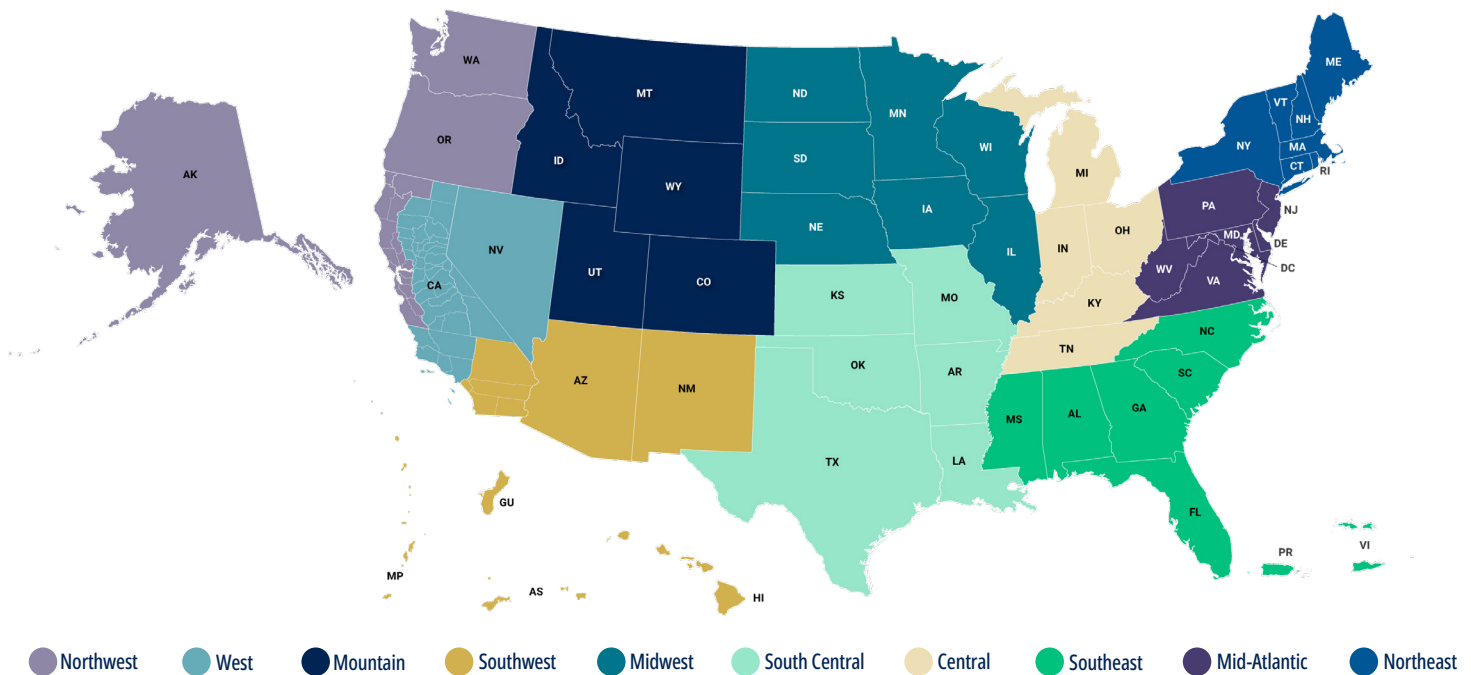 WA
ME
MT
ND
VT
MN
NH
OR
NY
MA
WI
SD
ID
CT
RI
AK
MI
WY
PA
IA
NJ
NE
OH
MD
DE
IN
NV
IL
WV
DC
UT
VA
CO
CA
KS
MO
KY
NC
TN
OK
AR
SC
AZ
NM
GA
MS
AL
TX
LA
GU
FL
VI
PR
MP
AS
HI
Northwest
West
Mountain
Southwest
Midwest
South Central
Central
Southeast
Mid-Atlantic
Northeast